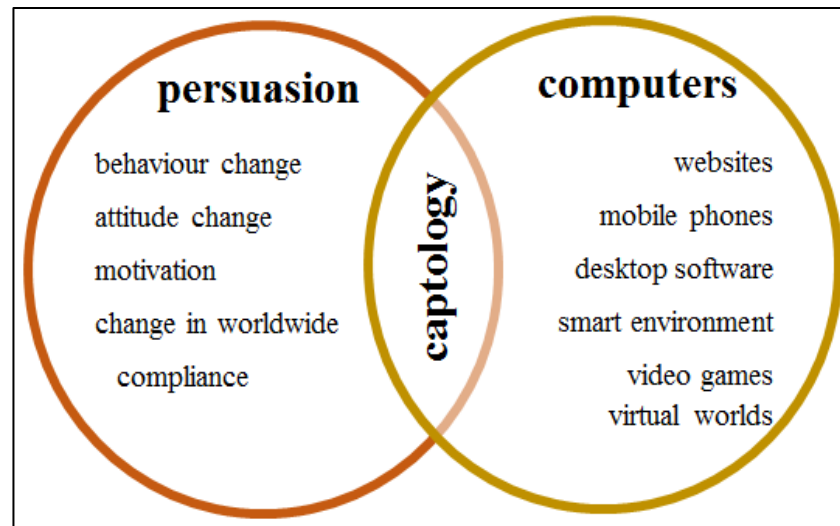 persuasion
behaviour change
attitude change
motivation
change in worldwide
compliance
captology
computers
websites
mobile phones
desktop software
smart environment
video games
virtual worlds